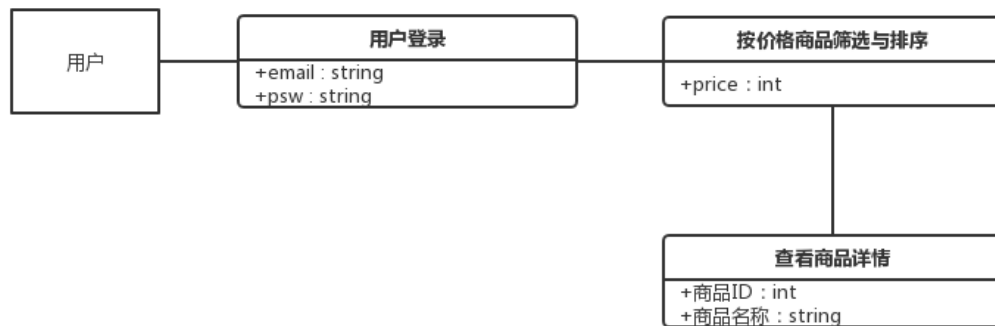 用户
用户登录
+email : string
+psw : string
按价格商品筛选与排序
+price：int
查看商品详情
+商品ID：int
+商品名称：string